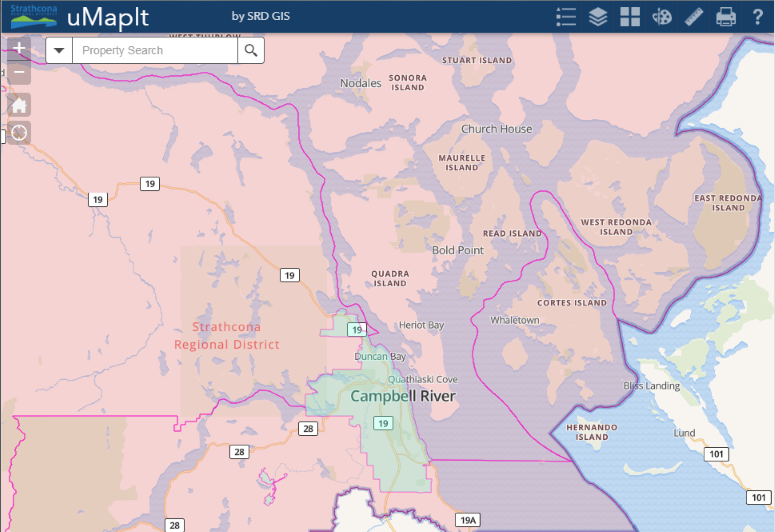 Strathcona
uMapIt
by SRD GIS
?
+
Property Search
−
STUART ISLAND
SONORA
ISLAND
Nodales
Church House
MAURELLE
ISLAND
19
19
EAST REDONDA
ISLAND
WEST REDONDA
ISLAND
READ ISLAND
Bold Point
19
QUADRA
ISLAND
CORTES ISLAND
Whaletown
Heriot Bay
19
Strathcona
Regional District
Duncan Bay
Quathiaski Cove
Bliss Landing
Campbell River
19
28
HERNANDO
ISLAND
Lund
28
101
101
28
19A